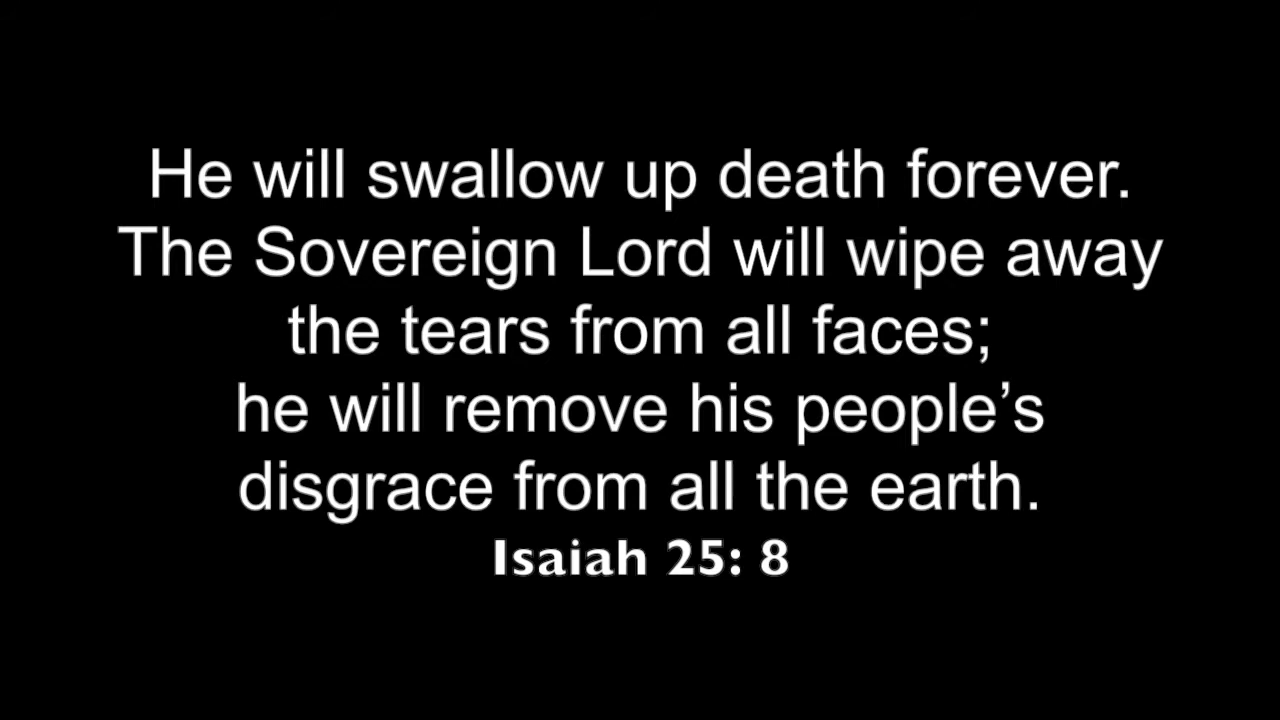 He will swallow up death forever.
The Sovereign Lord will wipe away
the tears from all faces;
he will remove his people’s
disgrace from all the earth.
Isaiah 25: 8